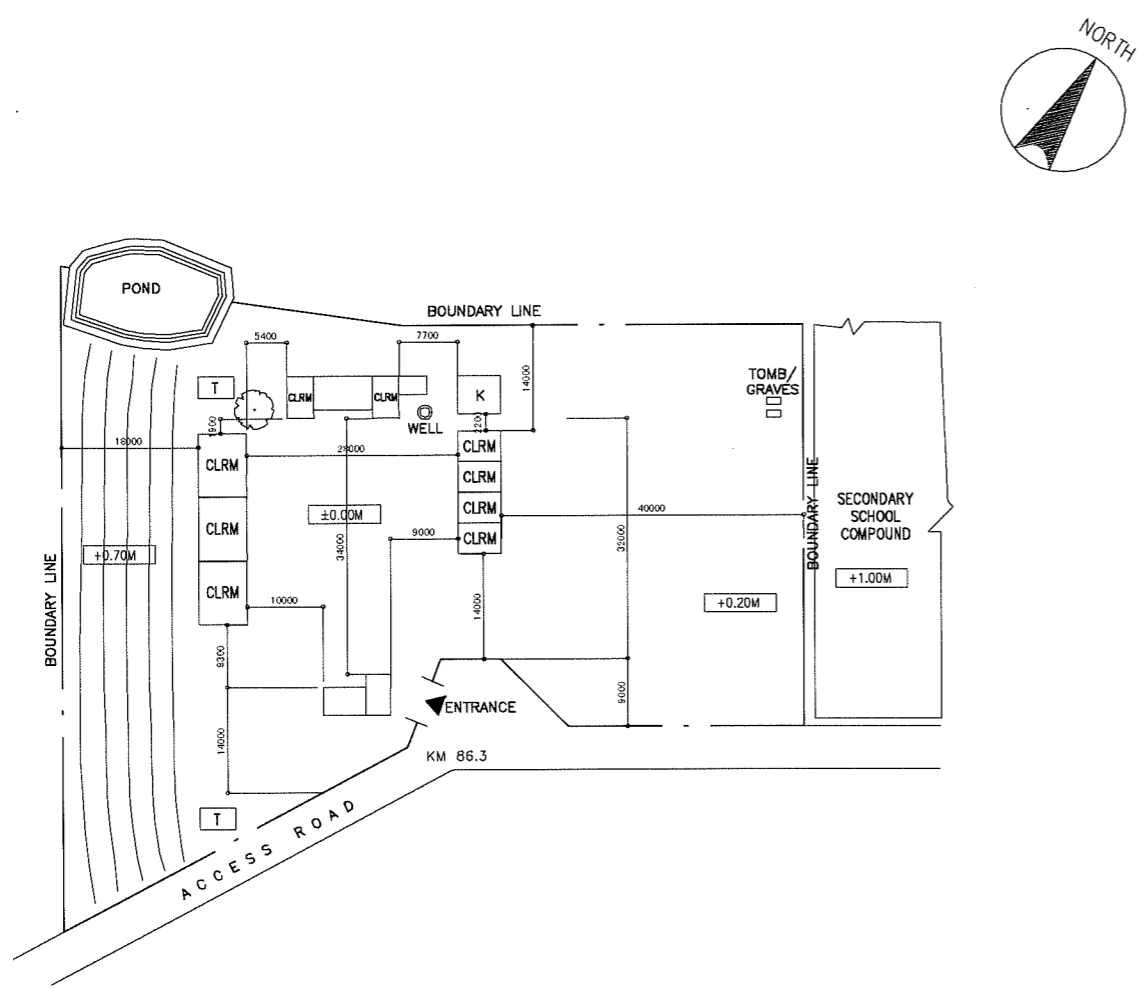 NORTH
POND
BOUNDARY LINE
5400
7700
14000
T
CLRM
CLRM
K
TOMB/
GRAVES
WELL
1900
2200
18000
CLRM
28000
CLRM
CLRM
CLRM
±0.00M
CLRM
40000
BOUNDARY LINE
SECONDARY
SCHOOL
COMPOUND
9000
CLRM
34000
32000
+0.70M
BOUNDARY LINE
+1.00M
CLRM
10000
14000
+0.20M
9300
9000
ENTRANCE
14000
KM 86.3
T
ACCESS ROAD